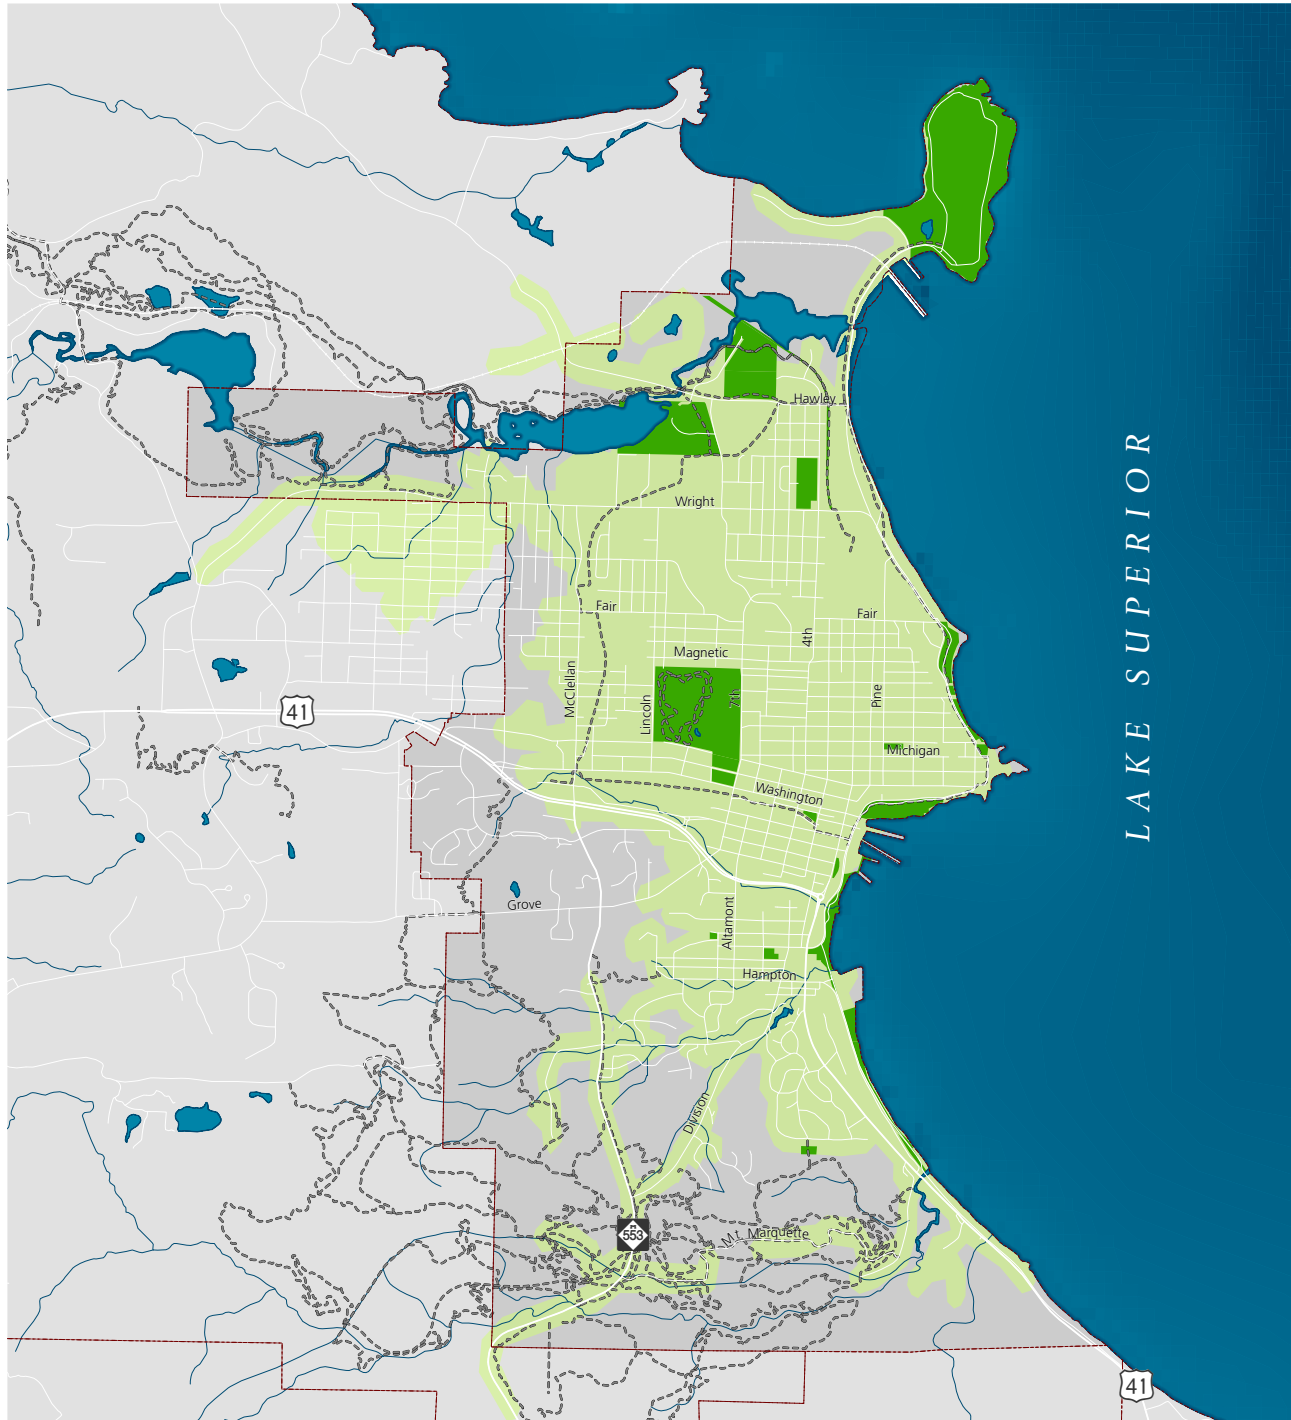 Hawley
Wright
Fair
Fair
4th
Magnetic
McClellan
Lincoln
7th
Pine
41
Michigan
Washington
LAKE SUPERIOR
Grove
Altamont
Hampton
Division
M
553
Mt. Marquette
41